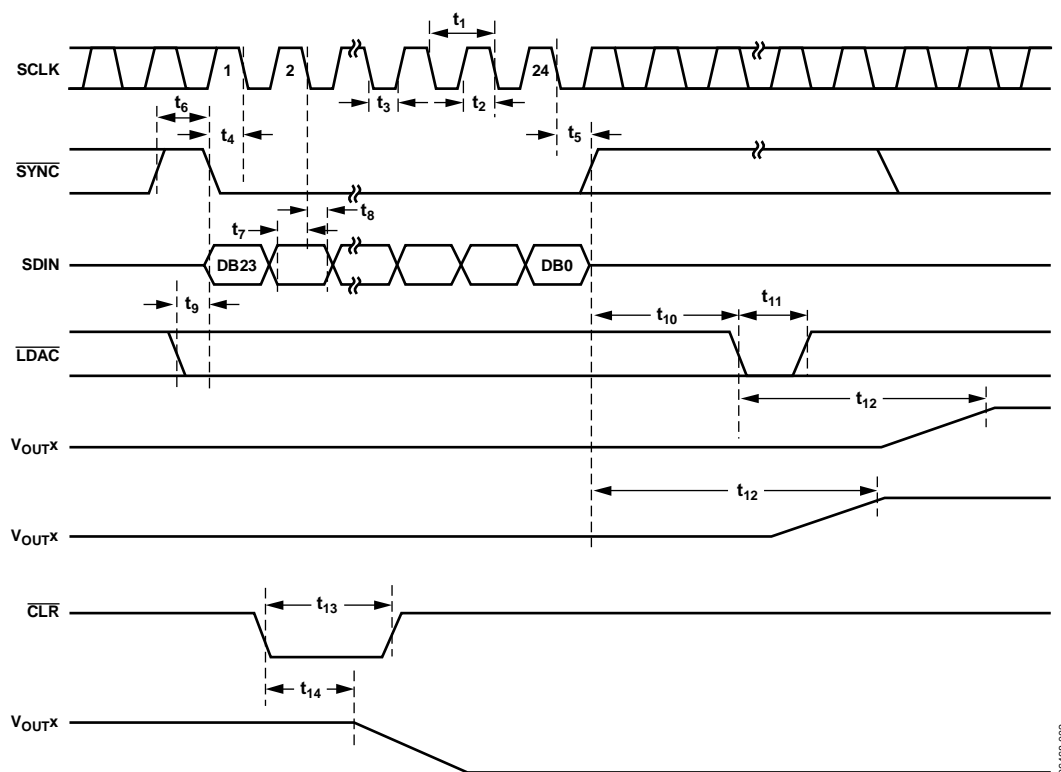 t1
SCLK
1
2
24
t6
t4
t3
t2
t5
SYNC
t7
t8
SDIN
DB23
DB0
t9
t10
t11
LDAC
t12
VOUTx
t12
VOUTx
CLR
t13
t14
VOUTx